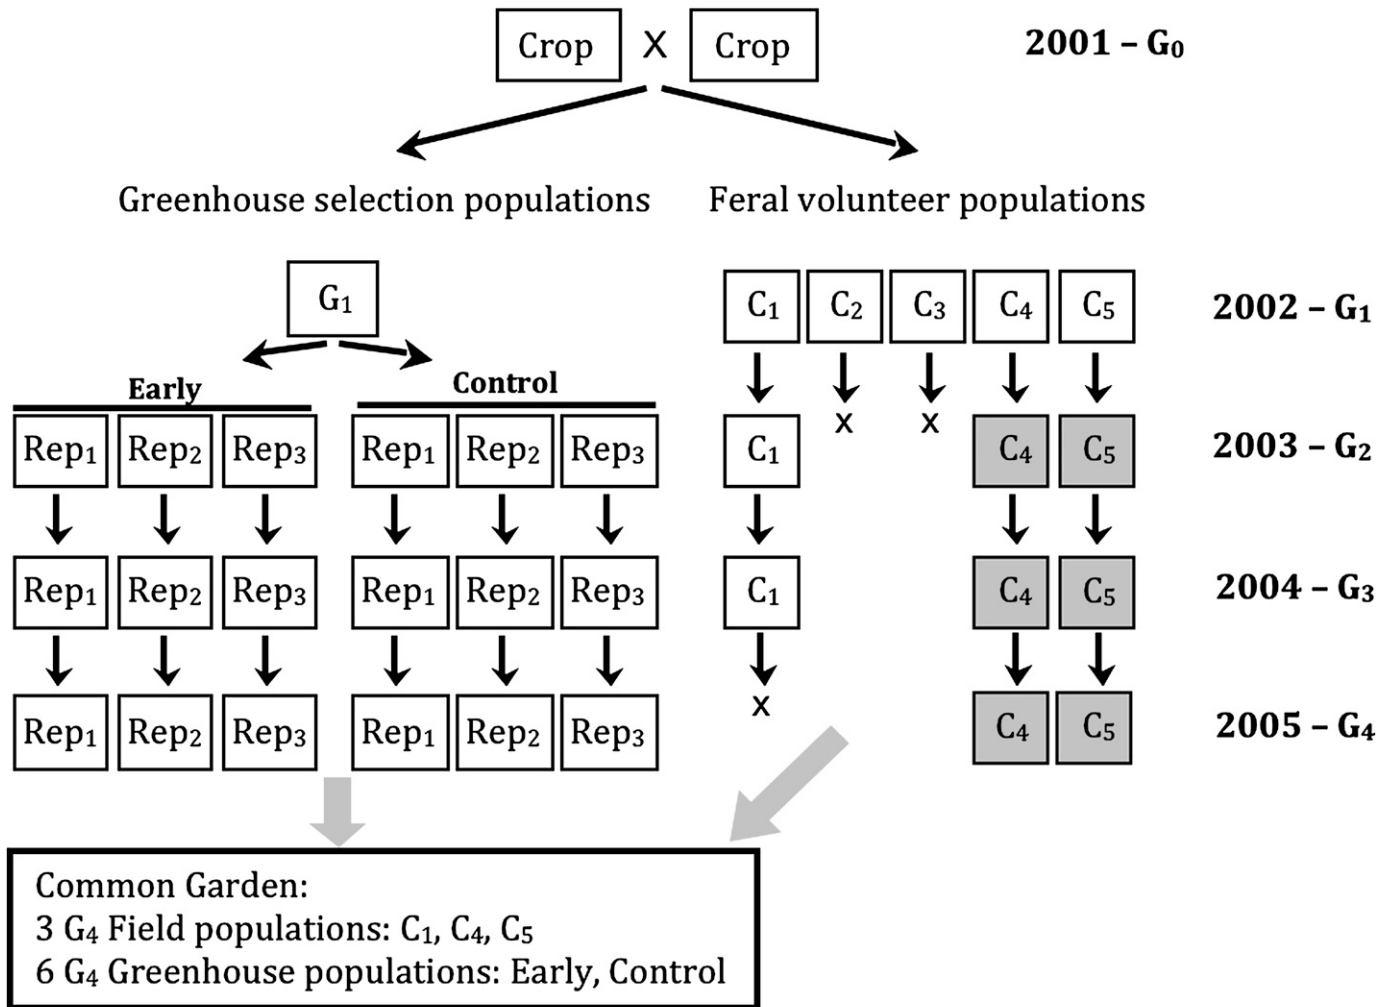 Crop X Crop 2001 – G₀
Greenhouse selection populations Feral volunteer populations
G₁ C₁ C₂ C₃ C₄ C₅ 2002 – G₁
Early Control
Rep₁ Rep₂ Rep₃ Rep₁ Rep₂ Rep₃ C₁ x x C₄ C₅ 2003 – G₂
Rep₁ Rep₂ Rep₃ Rep₁ Rep₂ Rep₃ C₁ C₄ C₅ 2004 – G₃
Rep₁ Rep₂ Rep₃ Rep₁ Rep₂ Rep₃ x C₄ C₅ 2005 – G₄
Common Garden:
3 G₄ Field populations: C₁, C₄, C₅
6 G₄ Greenhouse populations: Early, Control